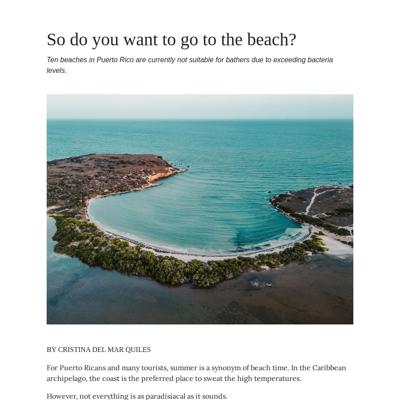 So do you want to go to the beach?
Ten beaches in Puerto Rico are currently not suitable for bathers due to exceeding bacteria
levels.
BY CRISTINA DEL MAR QUILES
For Puerto Ricans and many tourists, summer is a synonym of beach time. In the Caribbean
archipelago, the coast is the preferred place to sweat the high temperatures.
However, not everything is as paradisiacal as it sounds.